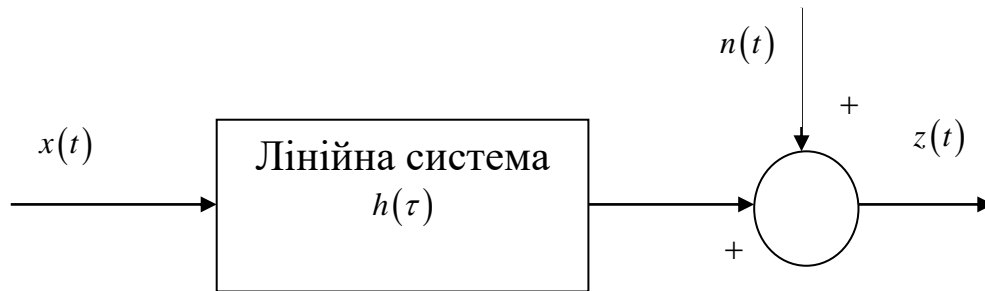 n(t)
+
x(t)
Лінійна система
z(t)
h(τ)
+